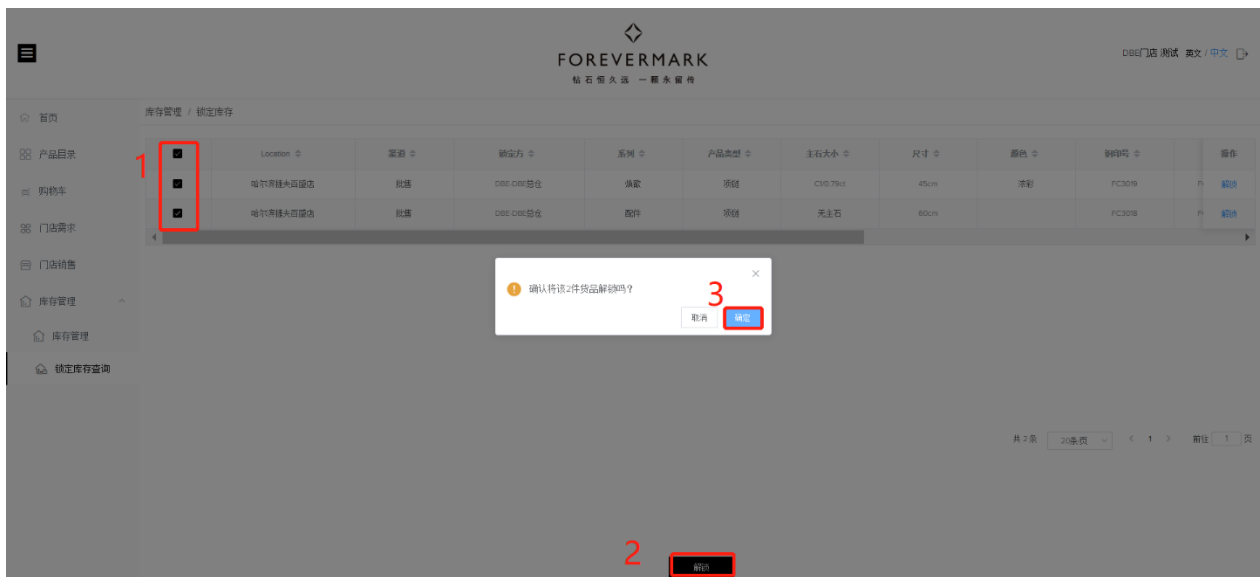 FOREVERMARK
钻石恒久远 一颗永留传
DBE门店 测试 英文 / 中文
首页
产品目录
购物车
门店需求
门店销售
库存管理
库存管理
锁定库存查询
库存管理 / 锁定库存
1
Location 渠道 锁定方 系列 产品类型 主石大小 尺寸 颜色 钢印号 操作
哈尔滨捷夫百盛店 批售 DBE-DBE总仓 项链 45cm 浓彩 FC3019 解锁
哈尔滨捷夫百盛店 批售 DBE-DBE总仓 配件 项链 无主石 60cm FC3018 解锁
确认将该2件货品解锁吗？
3
取消 确定
共 2 条 20条/页 1 前往 1 页
2
解锁